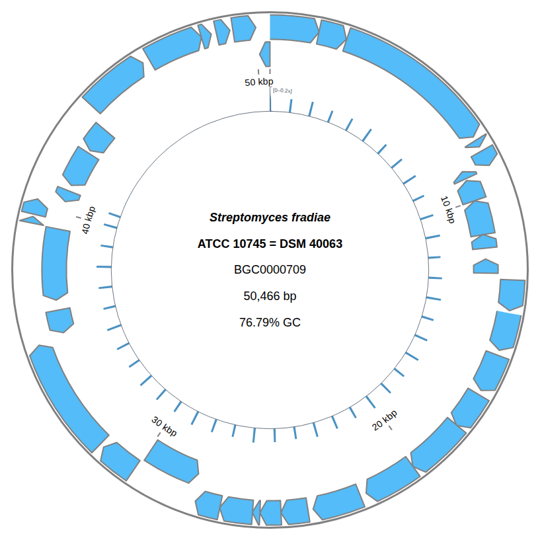 50 kbp
[0–0.2x]
10 kbp
40 kbp
Streptomyces fradiae
ATCC 10745 = DSM 40063
BGC0000709
50,466 bp
76.79% GC
30 kbp
20 kbp